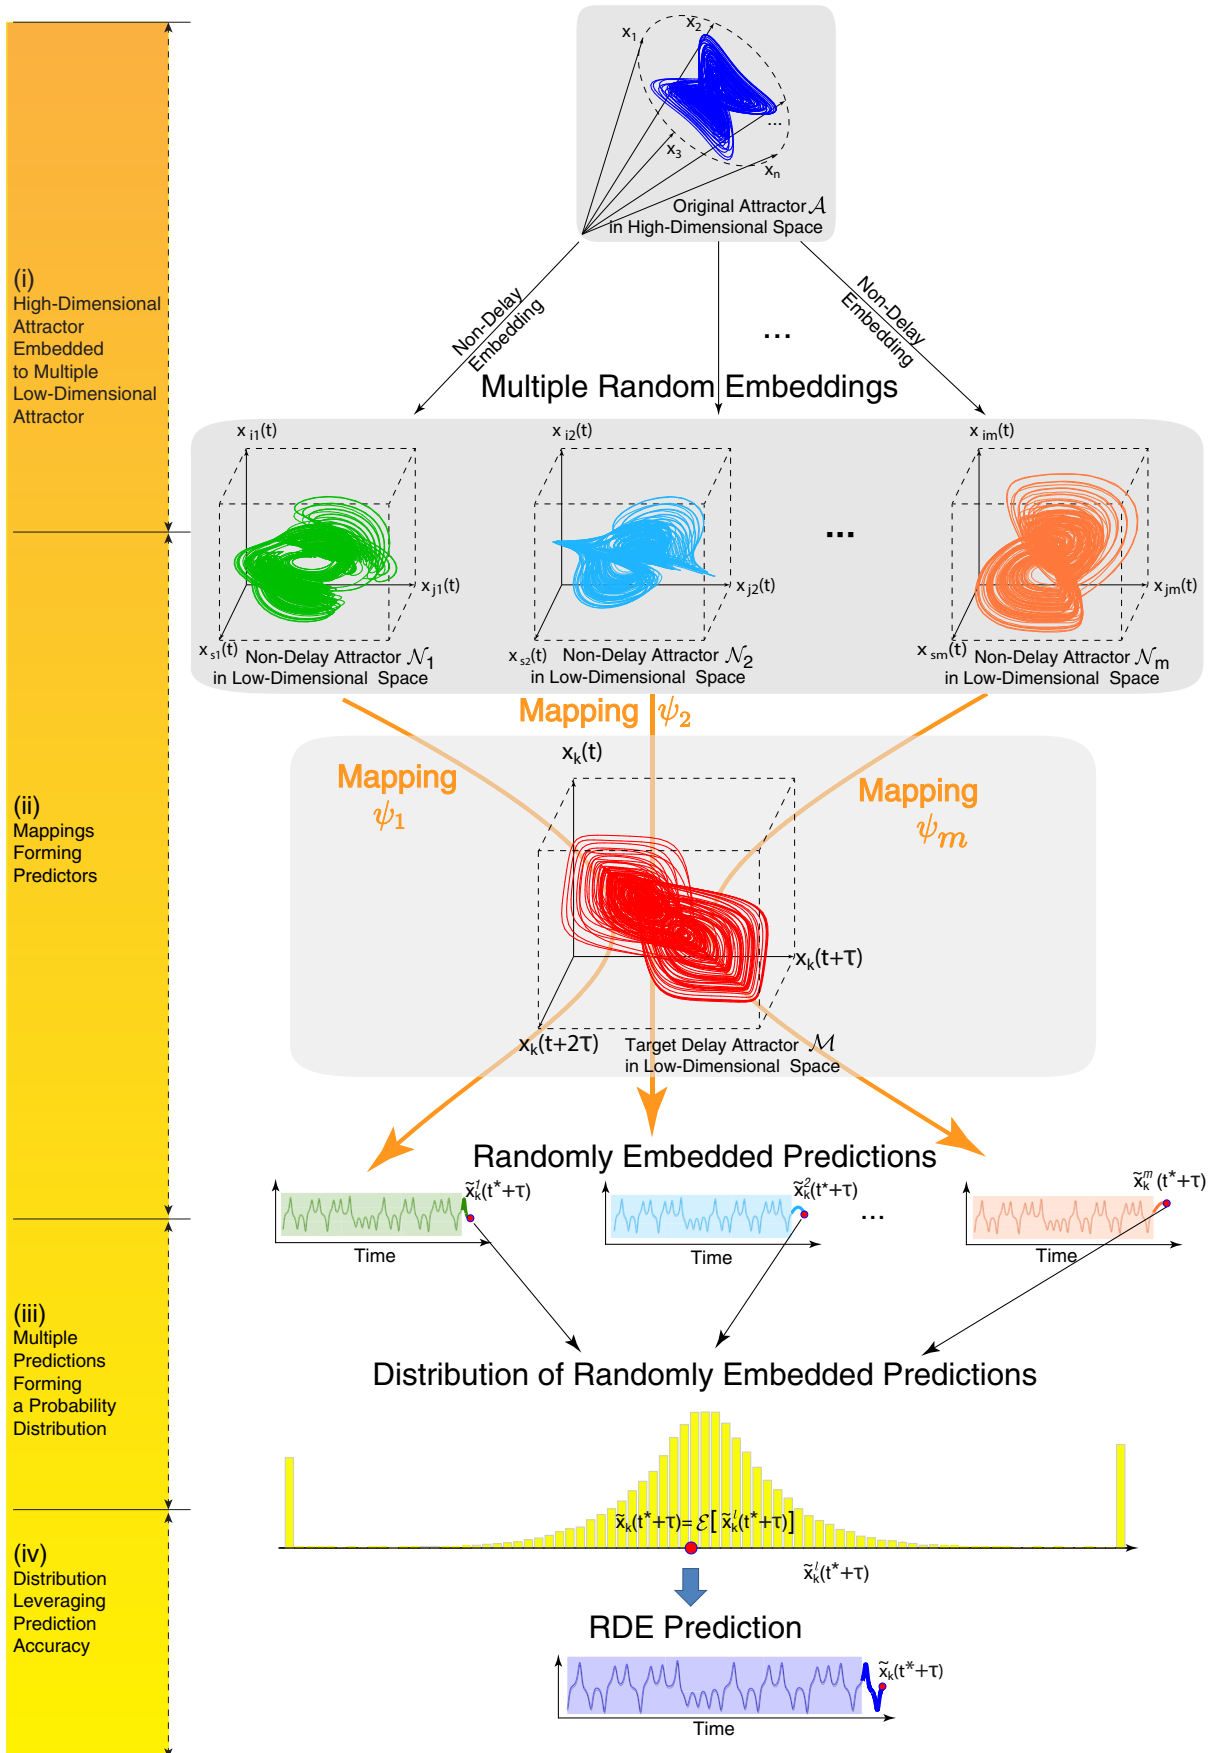 x1
x2
x3
...
xn
Original Attractor 𝒜
in High-Dimensional Space
(i)
High-Dimensional
Attractor
Embedded
to Multiple
Low-Dimensional
Attractor
Non-Delay
Embedding
...
Non-Delay
Embedding
Multiple Random Embeddings
x i1(t)
x j1(t)
x s1(t)
Non-Delay Attractor 𝒩1
in Low-Dimensional Space
x i2(t)
x j2(t)
x s2(t)
Non-Delay Attractor 𝒩2
in Low-Dimensional Space
...
x im(t)
x jm(t)
x sm(t)
Non-Delay Attractor 𝒩m
in Low-Dimensional Space
(ii)
Mappings
Forming
Predictors
Mapping ψ1
Mapping ψ2
Mapping ψm
xk(t)
xk(t+τ)
xk(t+2τ)
Target Delay Attractor ℳ
in Low-Dimensional Space
Randomly Embedded Predictions
x̃k^1(t*+τ)
Time
x̃k^2(t*+τ)
Time
...
x̃k^m(t*+τ)
Time
(iii)
Multiple
Predictions
Forming
a Probability
Distribution
Distribution of Randomly Embedded Predictions
x̃k(t*+τ)=ℰ[x̃k^l(t*+τ)]
x̃k^l(t*+τ)
(iv)
Distribution
Leveraging
Prediction
Accuracy
RDE Prediction
x̃k(t*+τ)
Time